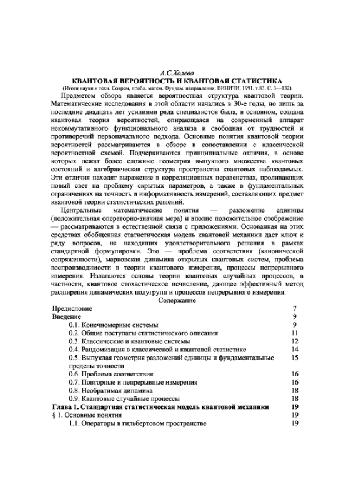 А.С.Холево
КВАНТОВАЯ ВЕРОЯТНОСТЬ И КВАНТОВАЯ СТАТИСТИКА
(Итоги науки и техн. Соврем. пробл. матем. Фундам. направления. ВИНИТИ. 1991. т.83. С. 3—132)
Предметом обзора является вероятностная структура квантовой теории.
Математические исследования в этой области начались в 30-е годы, но лишь за
последние двадцать лет усилиями ряда специалистов была, в основном, создана
квантовая теория вероятностей, опирающаяся на современный аппарат
некоммутативного функционального анализа и свободная от трудностей и
противоречий первоначального подхода. Основные понятия квантовой теории
вероятностей рассматриваются в обзоре в сопоставлении с классической
вероятностной схемой. Подчеркиваются принципиальные отличия, в основе
которых лежит более сложная геометрия выпуклого множества квантовых
состояний и алгебраическая структура пространства квантовых наблюдаемых.
Эти отличия находят выражение в корреляционных неравенствах, проливающих
новый свет на проблему скрытых параметров, а также в фундаментальных
ограничениях на точность и информативность измерений, составляющих предмет
квантовой теории статистических решений.
Центральные математические понятия — разложение единицы
(положительная операторно-значная мера) и вполне положительное отображение
— рассматриваются в естественной связи с приложениями. Основанная на этих
средствах обобщенная статистическая модель квантовой механики дает ключ к
ряду вопросов, не находящих удовлетворительного решения в рамках
стандартной формулировки. Это — проблема соответствия (канонической
сопряженности), марковская динамика открытых квантовых систем, проблема
воспроизводимости в теории квантового измерения, процессы непрерывного
измерения. Излагаются основы теории квантовых случайных процессов, в
частности, квантовое стохастическое исчисление, дающее эффективный метод
расширения динамических полугрупп и процессов непрерывного измерения.
Содержание
Предисловие 7
Введение 9
0.1. Конечномерные системы 9
0.2. Общие постулаты статистического описания 11
0.3. Классические и квантовые системы 12
0.4. Рандомизация в классической и квантовой статистике 14
0.5. Выпуклая геометрия разложений единицы и фундаментальные 15
пределы точности
0.6. Проблема соответствия 16
0.7. Повторные и непрерывные измерения 16
0.8. Необратимая динамика 18
0.9. Квантовые случайные процессы 18
Глава 1. Стандартная статистическая модель квантовой механики 19
§ 1. Основные понятия 19
1.1. Операторы в гильбертовом пространстве 19